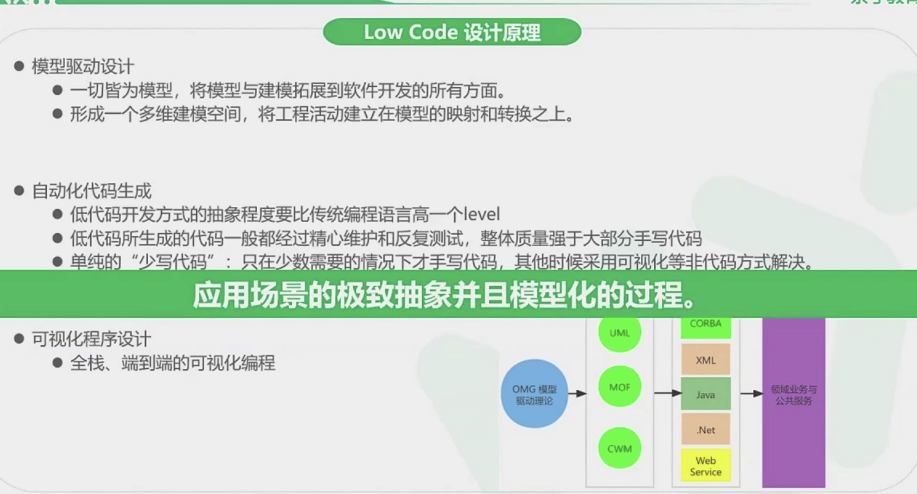 Low Code 设计原理
模型驱动设计
一切皆为模型，将模型与建模拓展到软件开发的所有方面。
形成一个多维建模空间，将工程活动建立在模型的映射和转换之上。
自动化代码生成
低代码开发方式的抽象程度要比传统编程语言高一个level
低代码所生成的代码一般都经过精心维护和反复测试，整体质量强于大部分手写代码
单纯的“少写代码”：只在少数需要的情况下才手写代码，其他时候采用可视化等非代码方式解决。
应用场景的极致抽象并且模型化的过程。
可视化程序设计
全栈、端到端的可视化编程
OMG 模型
驱动理论
UML
MOF
CWM
CORBA
XML
Java
.Net
Web
Service
领域业务与
公共服务